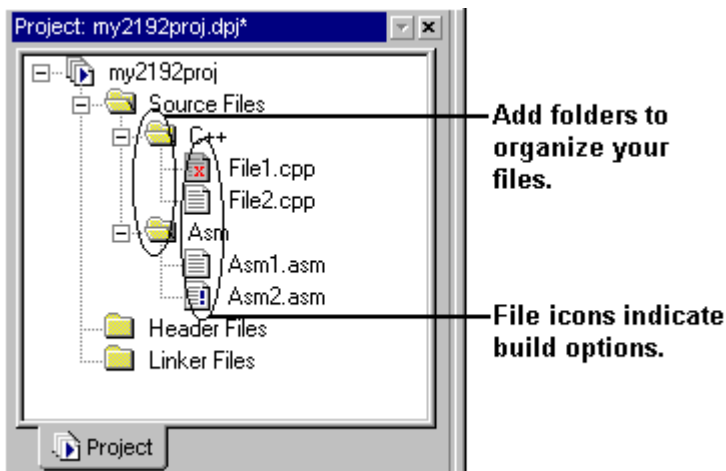 Project: my2192proj.dpj*
my2192proj
Source Files
C++
File1.cpp
File2.cpp
Asm
Asm1.asm
Asm2.asm
Header Files
Linker Files
Project
Add folders to
organize your
files.
File icons indicate
build options.